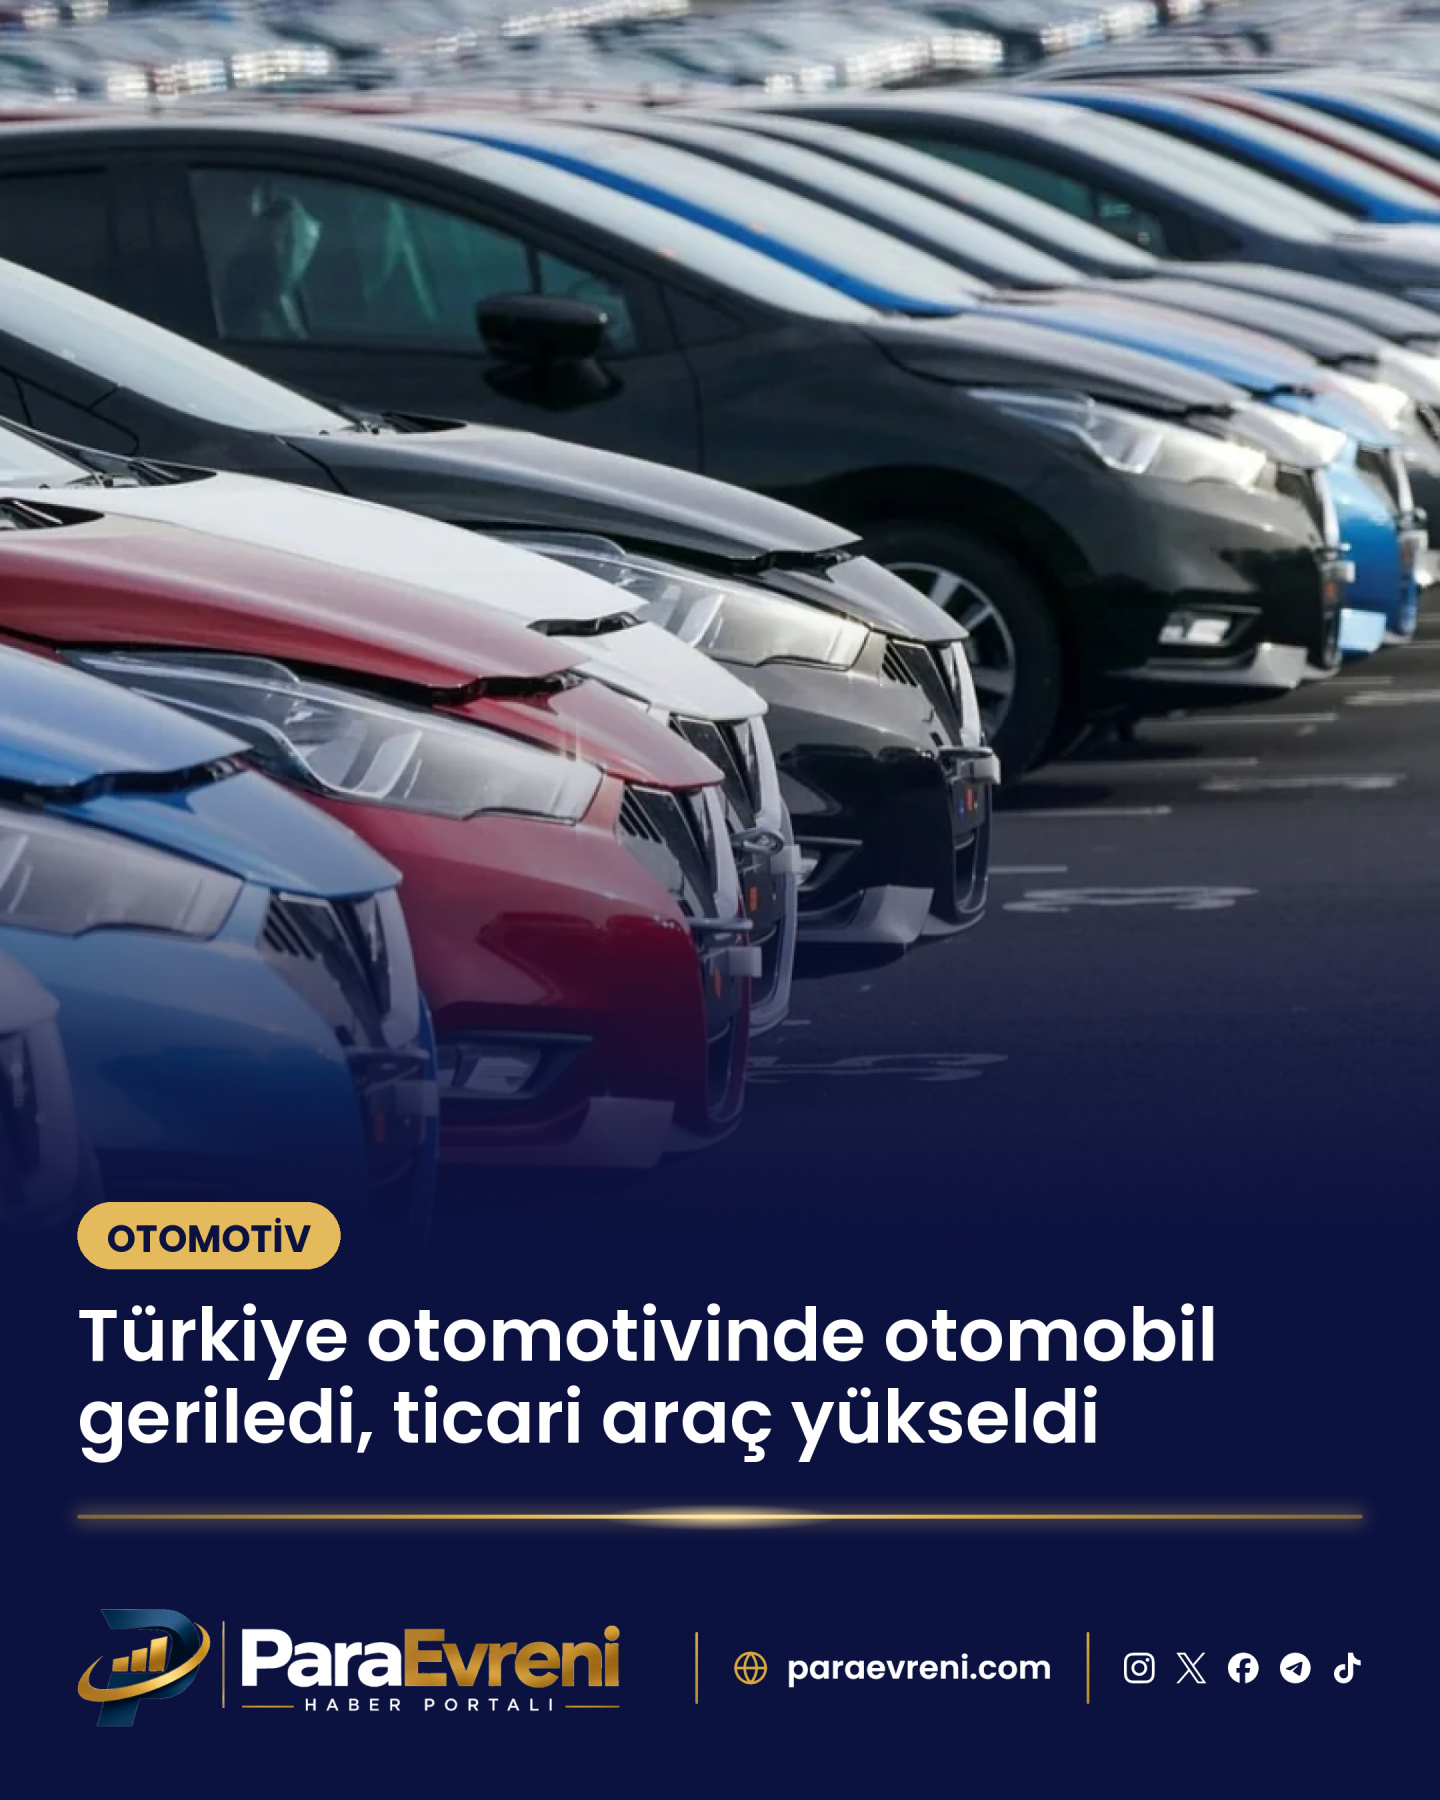 OTOMOTİV
Türkiye otomotivinde otomobil
geriledi, ticari araç yükseldi
ParaEvreni
HABER PORTALI
paraevreni.com